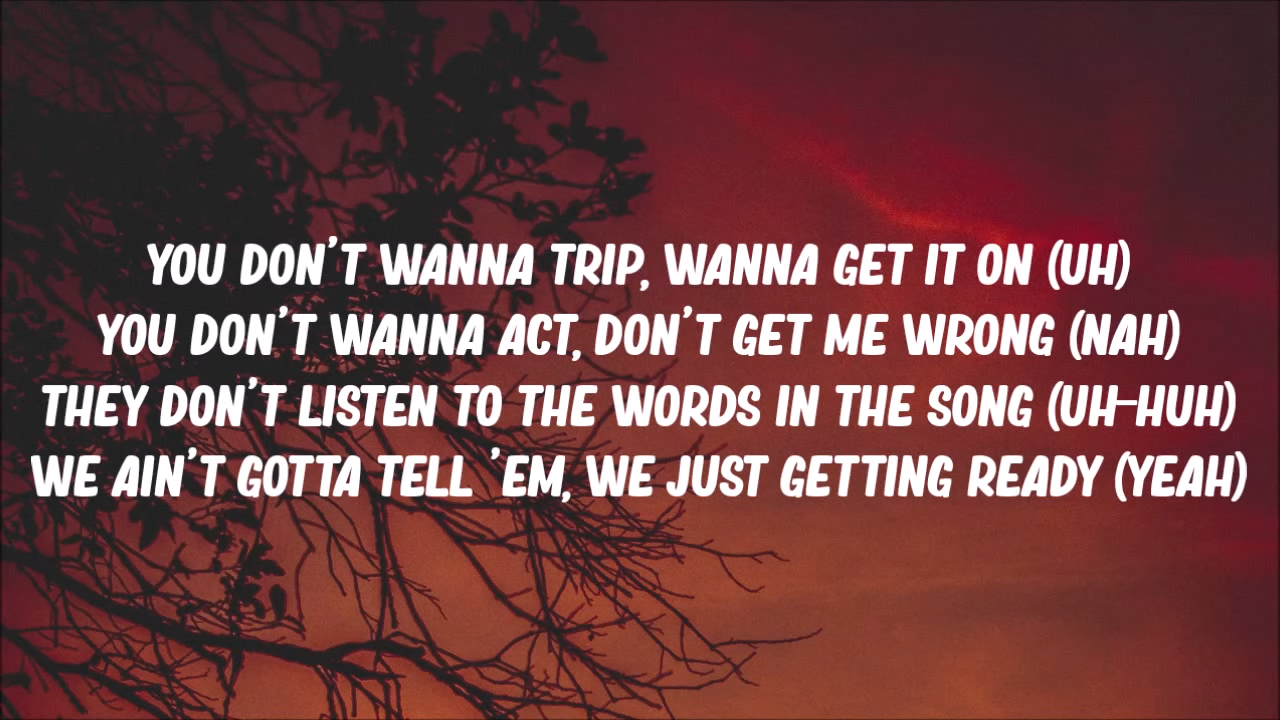 YOU DON'T WANNA TRIP, WANNA GET IT ON (UH)
YOU DON'T WANNA ACT, DON'T GET ME WRONG (NAH)
THEY DON'T LISTEN TO THE WORDS IN THE SONG (UH-HUH)
WE AIN'T GOTTA TELL 'EM, WE JUST GETTING READY (YEAH)